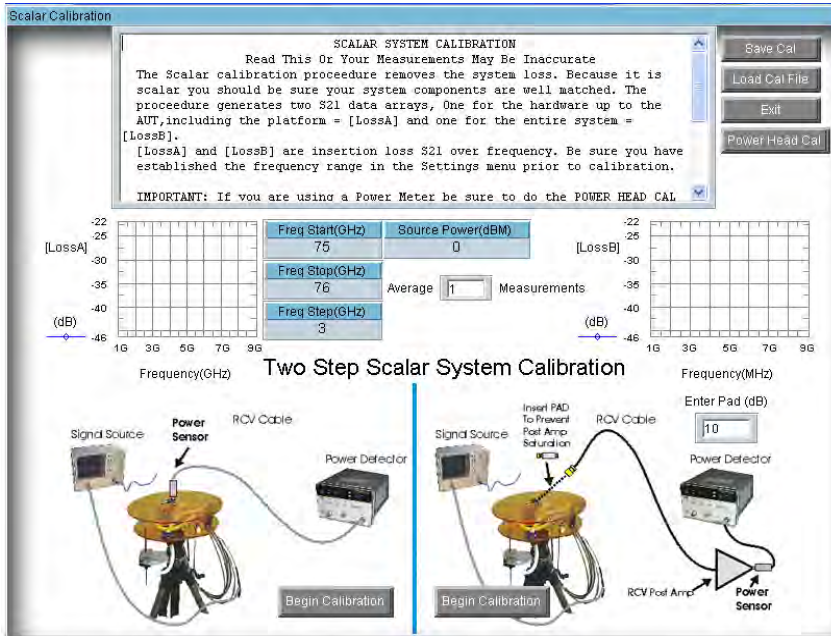 Scalar Calibration
SCALAR SYSTEM CALIBRATION
Read This Or Your Measurements May Be Inaccurate
The Scalar calibration proceedure removes the system loss. Because it is
scalar you should be sure your system components are well matched. The
proceedure generates two S21 data arrays, One for the hardware up to the
AUT,including the platform = [LossA] and one for the entire system =
[LossB].
[LossA] and [LossB] are insertion loss S21 over frequency. Be sure you have
established the frequency range in the Settings menu prior to calibration.
IMPORTANT: If you are using a Power Meter be sure to do the POWER HEAD CAL
Save Cal
Load Cal File
Exit
Power Head Cal
[LossA]
(dB)
-22
-25
-30
-35
-40
-46
1G 3G 5G 7G 9G
Frequency(GHz)
Freq Start(GHz)
75
Source Power(dBM)
0
Freq Stop(GHz)
76
Average 1 Measurements
Freq Step(GHz)
3
[LossB]
(dB)
-22
-25
-30
-35
-40
-46
1G 3G 5G 7G 9G
Frequency(MHz)
Two Step Scalar System Calibration
Signal Source
Power
Sensor
RCV Cable
Power Detector
Begin Calibration
Signal Source
Insert PAD
To Prevent
Post Amp
Saturation
RCV Cable
Enter Pad (dB)
10
Power Detector
RCV Post Amp
Power
Sensor
Begin Calibration